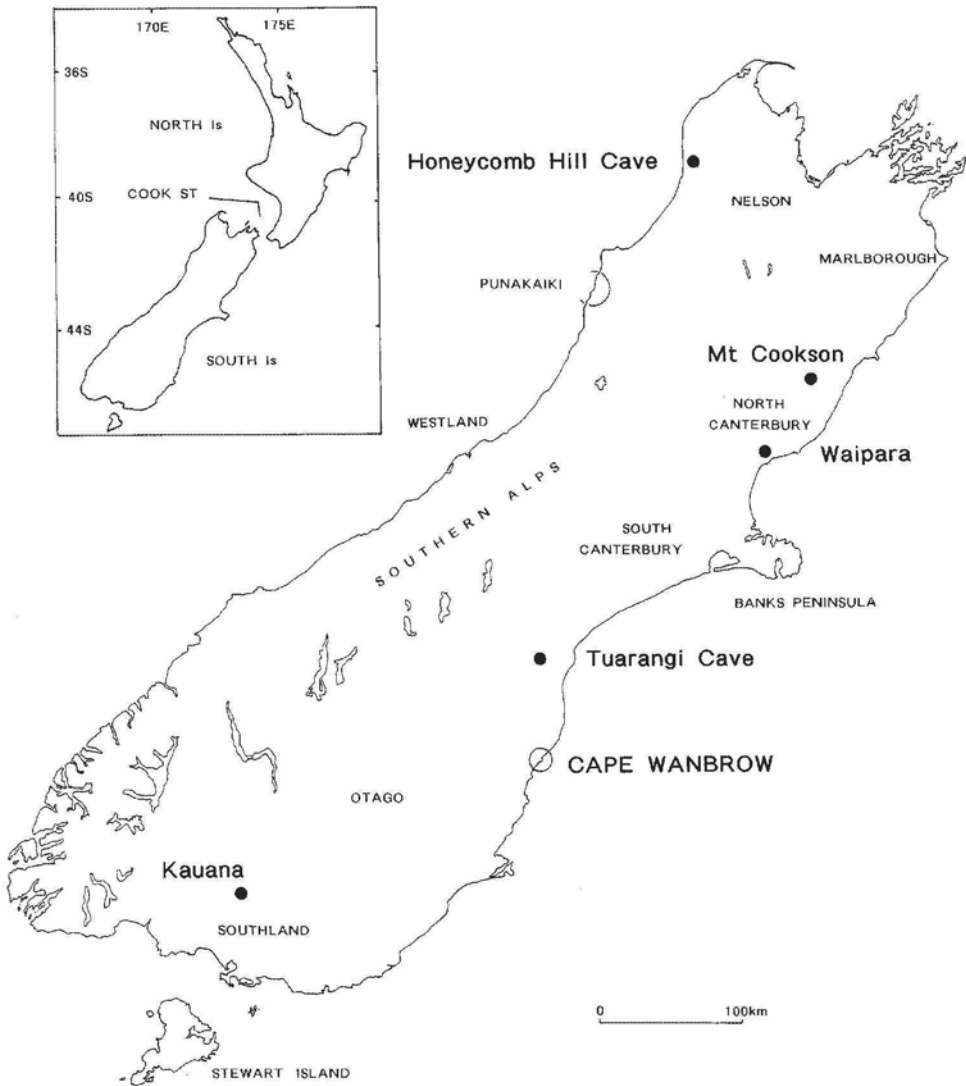 170E
175E
36S
NORTH Is
COOK ST
40S
44S
SOUTH Is
Honeycomb Hill Cave
NELSON
MARLBOROUGH
PUNAKAIKI
Mt Cookson
NORTH
CANTERBURY
WESTLAND
Waipara
SOUTHERN ALPS
SOUTH
CANTERBURY
BANKS PENINSULA
Tuarangi Cave
CAPE WANBROW
OTAGO
Kauana
SOUTHLAND
0
100km
STEWART ISLAND